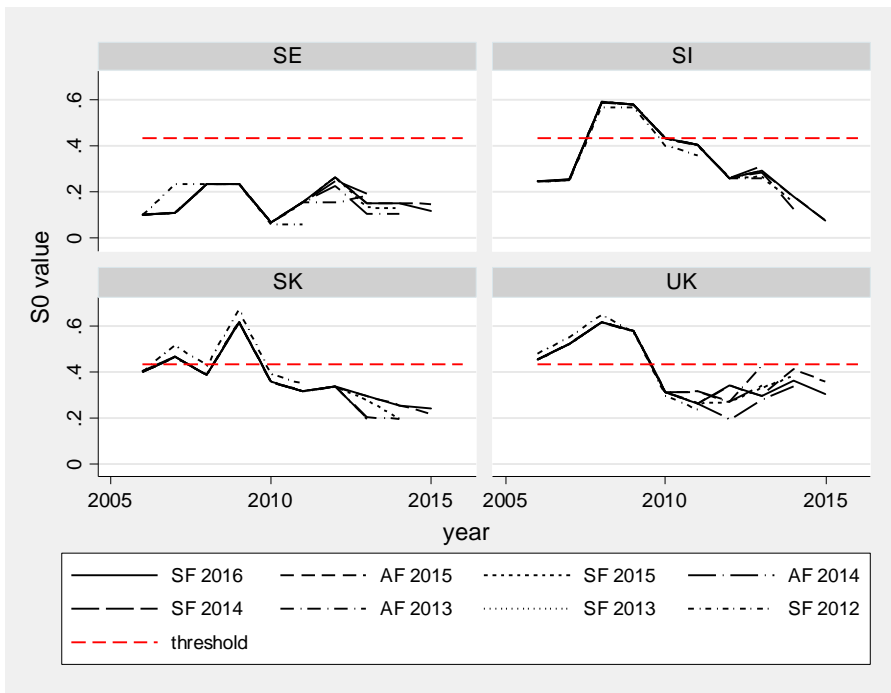 SE
SI
.6
.4
.2
0
SK
UK
.6
.4
.2
0
S0 value
2005
2010
2015
2005
2010
2015
year
SF 2016
AF 2015
SF 2015
AF 2014
SF 2014
AF 2013
SF 2013
SF 2012
threshold